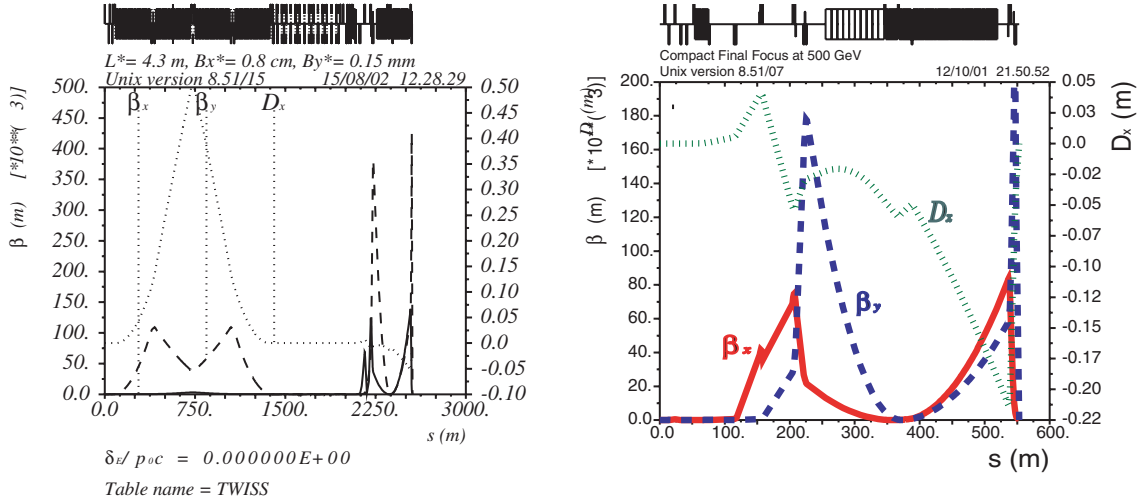 L*= 4.3 m, Bx*= 0.8 cm, By*= 0.15 mm
Unix version 8.51/15 15/08/02 12.28.29
β (m) [*10**( 3)]
500.
450.
400.
350.
300.
250.
200.
150.
100.
50.
0.0
β x
β y
D x
0.50
0.45
0.40
0.35
0.30
0.25
0.20
0.15
0.10
0.05
0.0
-0.05
-0.10
0.0 750. 1500. 2250. 3000.
s (m)
δE/ p0c = 0.000000E+00
Table name = TWISS
Compact Final Focus at 500 GeV
Unix version 8.51/07 12/10/01 21.50.52
β (m)
200.
180.
160.
140.
120.
100.
80.
60.
40.
20.
0.0
βx
βy
Dx
0.05
0.03
0.0
-0.02
-0.05
-0.06
-0.10
-0.12
-0.15
-0.17
-0.20
-0.22
Dx (m)
0.0 100. 200. 300. 400. 500. 600.
s (m)